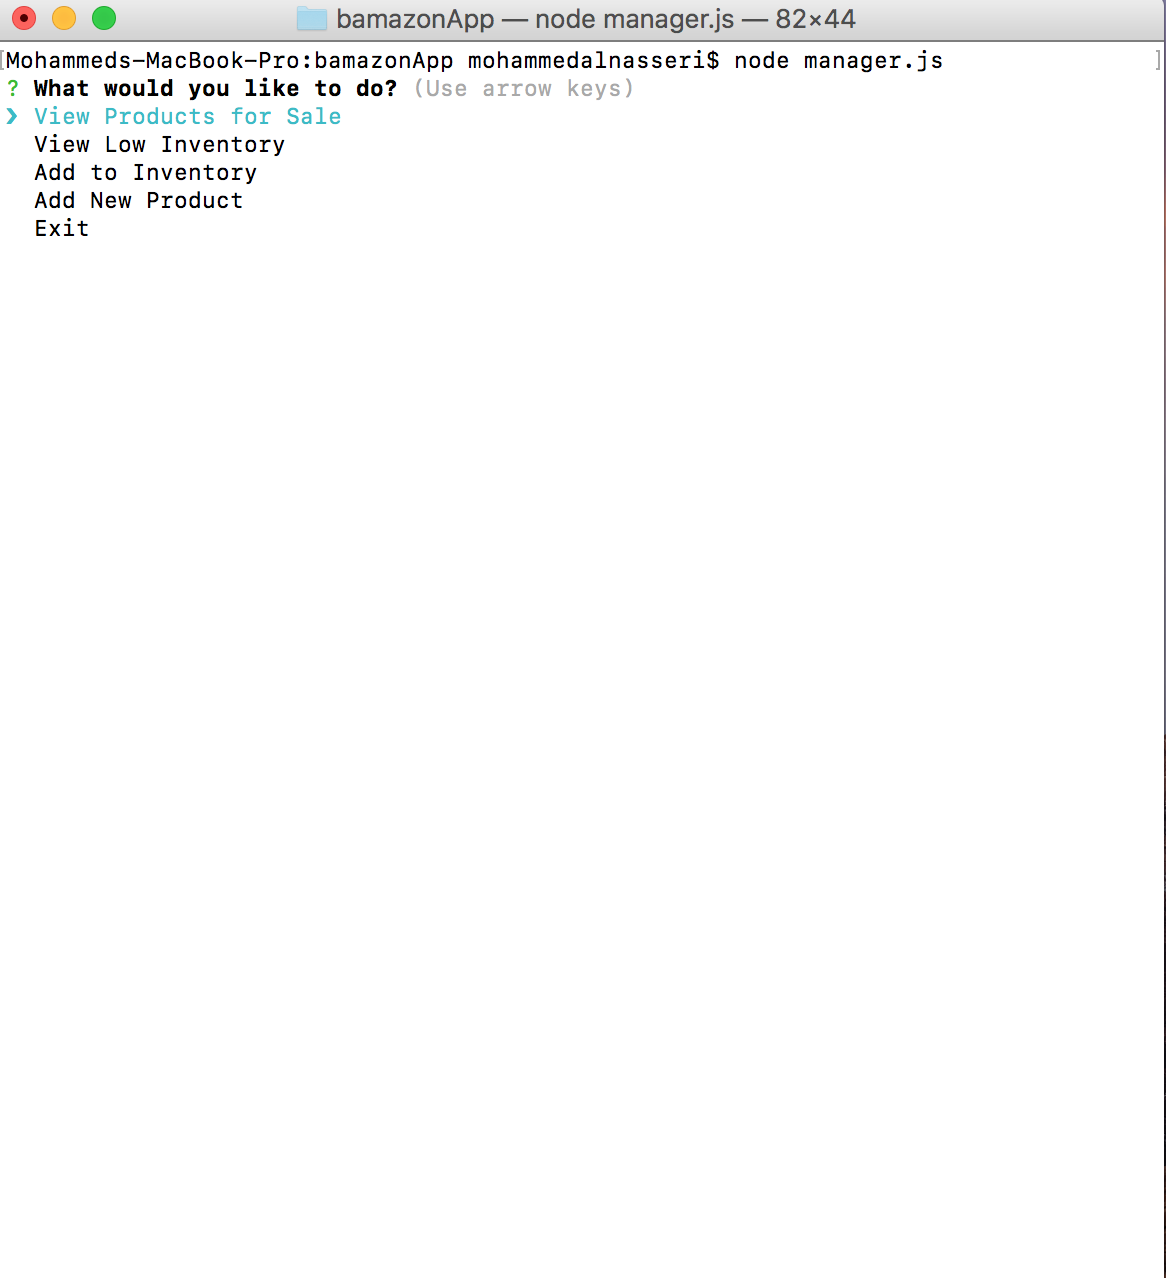 bamazonApp — node manager.js — 82×44
[Mohammeds-MacBook-Pro:bamazonApp mohammedalnasseri$ node manager.js ]
? What would you like to do? (Use arrow keys)
❯ View Products for Sale
View Low Inventory
Add to Inventory
Add New Product
Exit